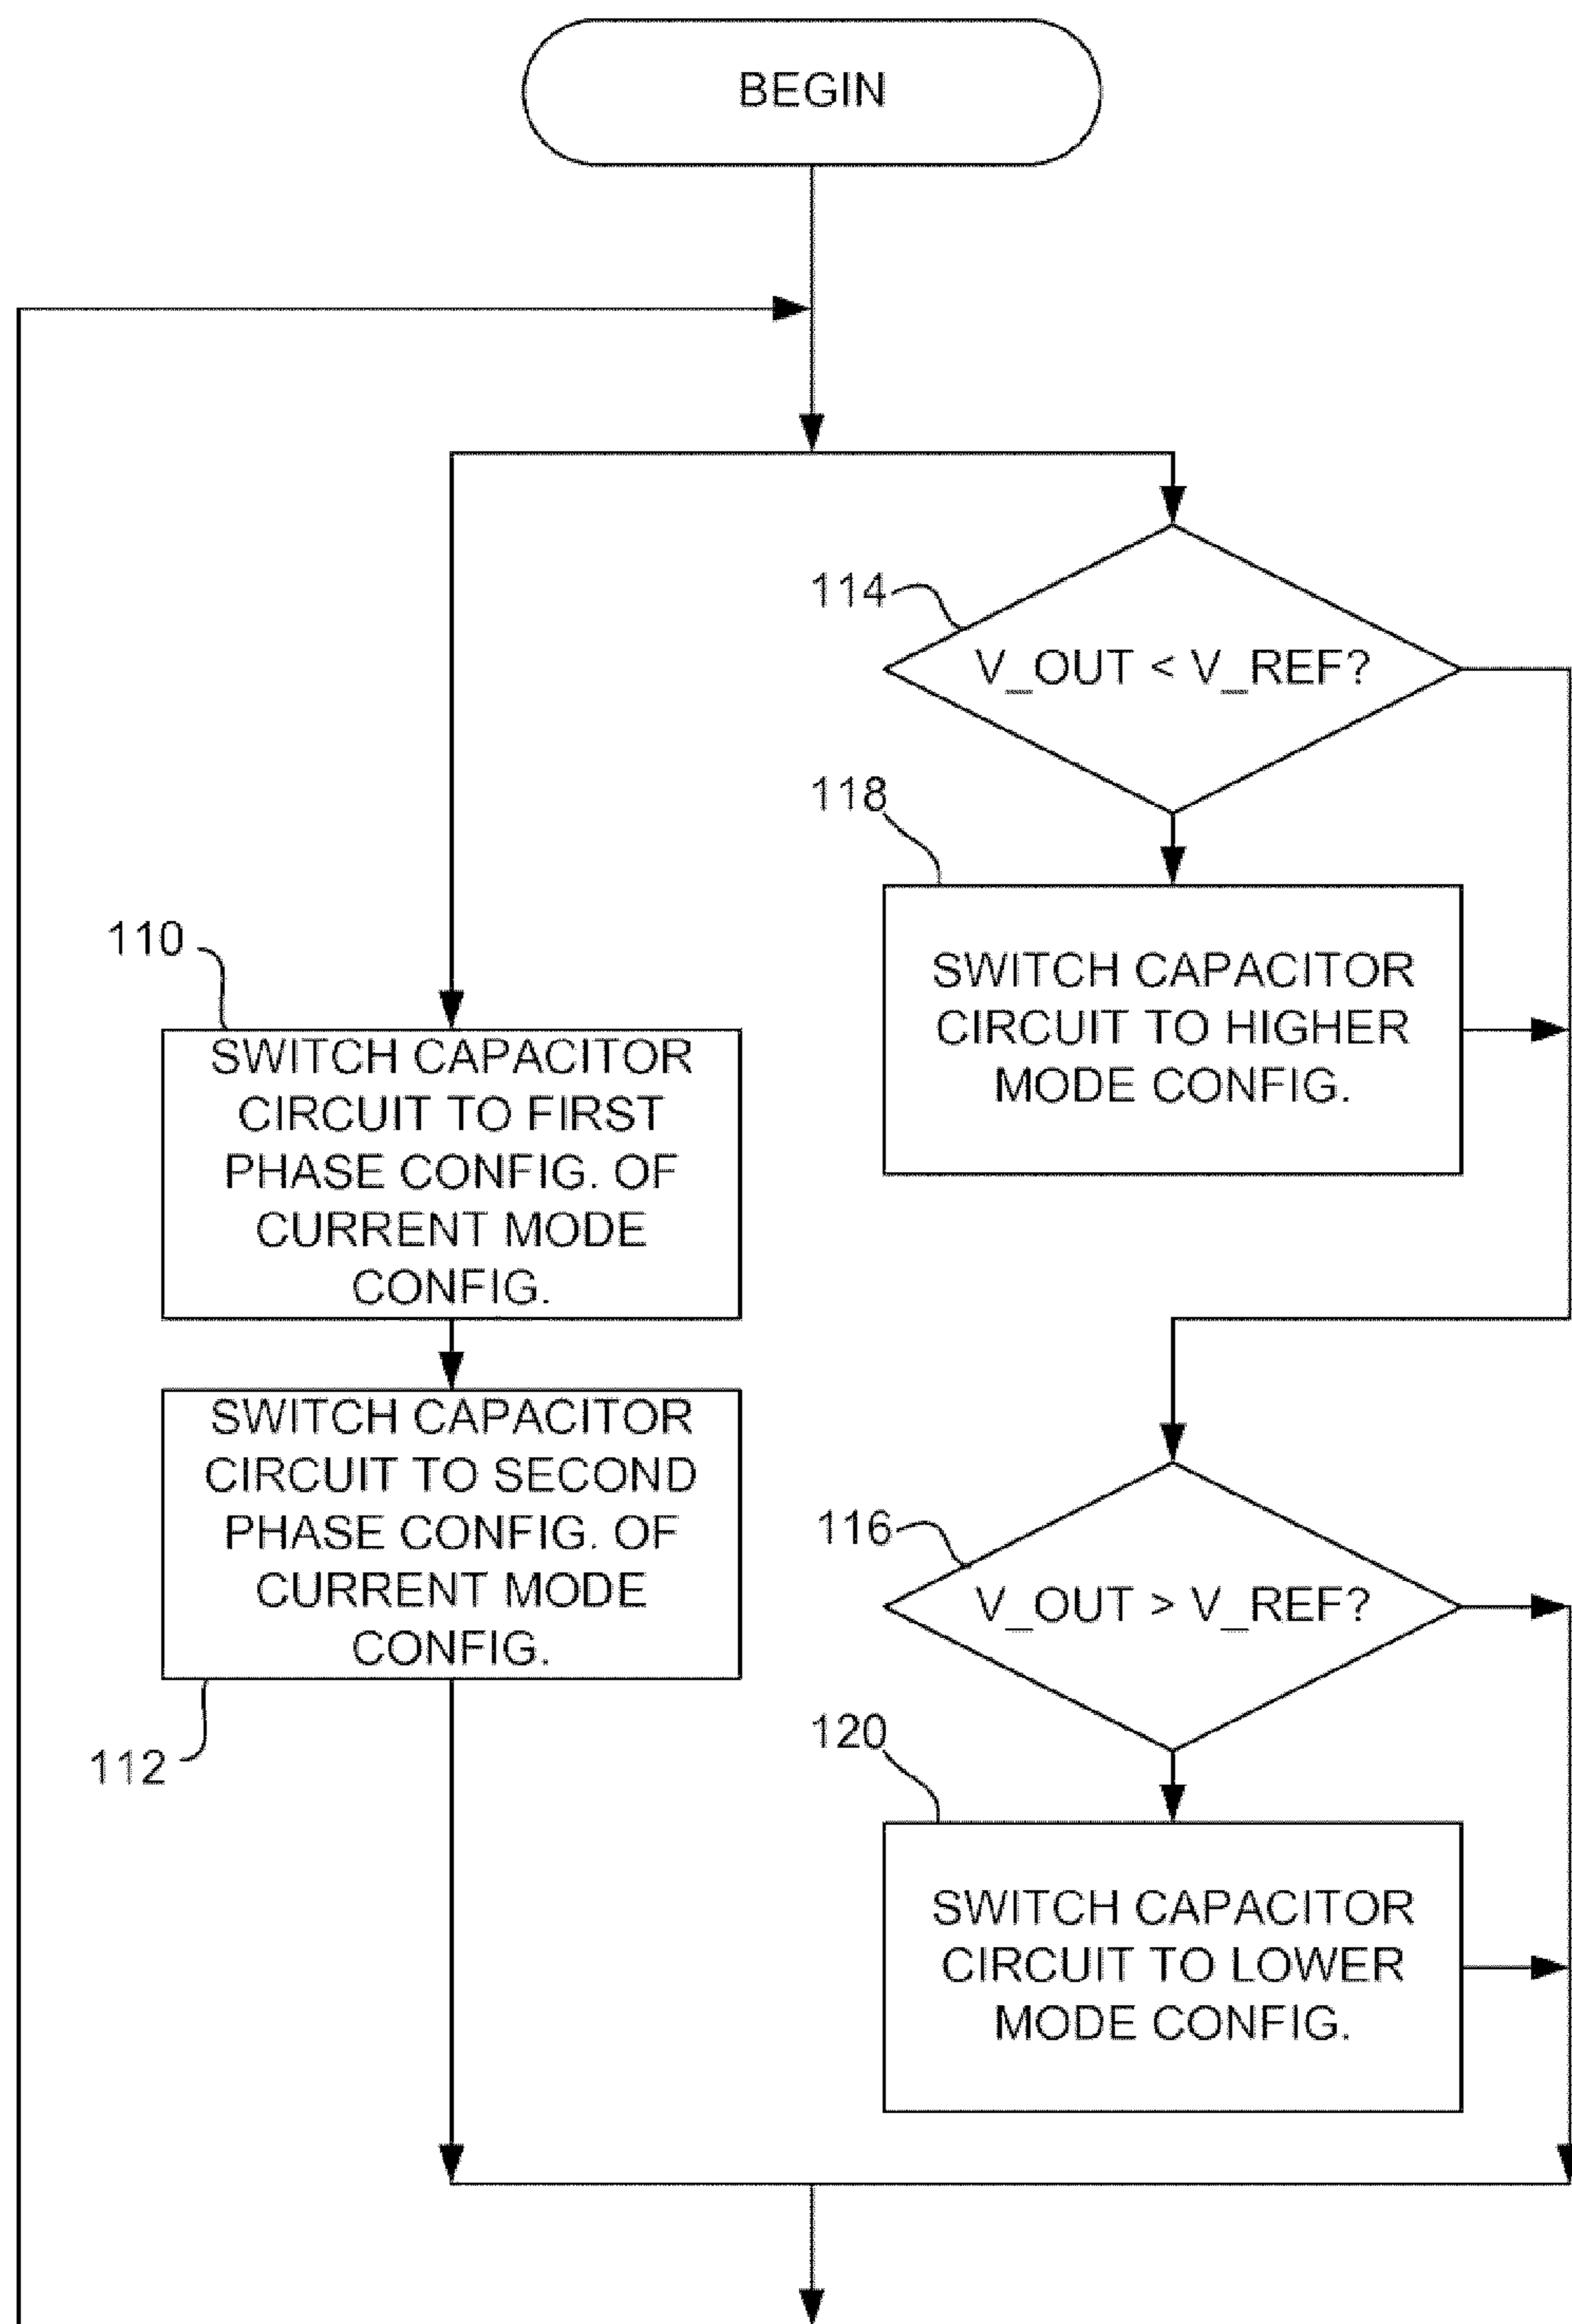 BEGIN
114
V_OUT < V_REF?
118
SWITCH CAPACITOR
CIRCUIT TO HIGHER
MODE CONFIG.
110
SWITCH CAPACITOR
CIRCUIT TO FIRST
PHASE CONFIG. OF
CURRENT MODE
CONFIG.
SWITCH CAPACITOR
CIRCUIT TO SECOND
PHASE CONFIG. OF
CURRENT MODE
CONFIG.
112
116
V_OUT > V_REF?
120
SWITCH CAPACITOR
CIRCUIT TO LOWER
MODE CONFIG.